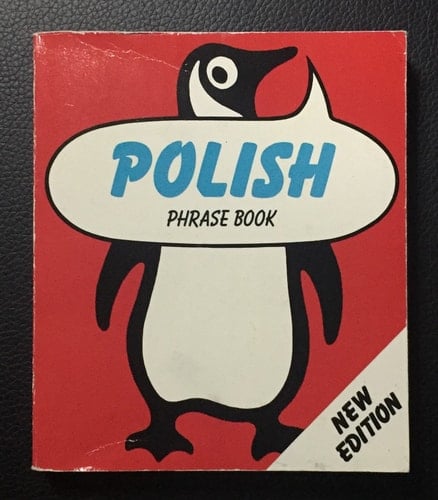 POLISH
PHRASE BOOK
NEW
EDITION